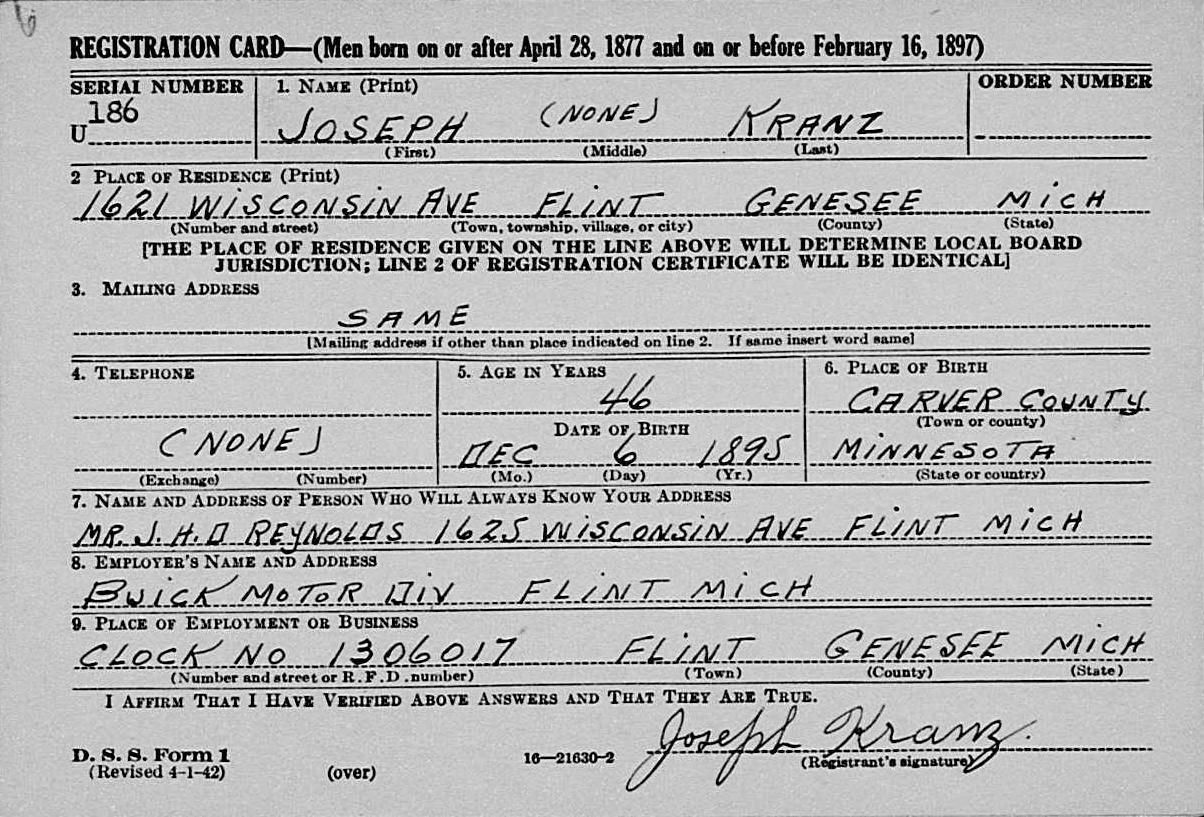 REGISTRATION CARD—(Men born on or after April 28, 1877 and on or before February 16, 1897)
SERIAL NUMBER 1. NAME (Print) ORDER NUMBER
U 186 JOSEPH (NONE) KRANZ
(First) (Middle) (Last)
2 PLACE OF RESIDENCE (Print)
1621 WISCONSIN AVE FLINT GENESEE MICH
(Number and street) (Town, township, village, or city) (County) (State)
[THE PLACE OF RESIDENCE GIVEN ON THE LINE ABOVE WILL DETERMINE LOCAL BOARD
JURISDICTION; LINE 2 OF REGISTRATION CERTIFICATE WILL BE IDENTICAL]
3. MAILING ADDRESS
SAME
[Mailing address if other than place indicated on line 2. If same insert word same]
4. TELEPHONE 5. AGE IN YEARS 6. PLACE OF BIRTH
46 CARVER COUNTY
(Town or county)
DATE OF BIRTH
(NONE) DEC 6 1895 MINNESOTA
(Exchange) (Number) (Mo.) (Day) (Yr.) (State or country)
7. NAME AND ADDRESS OF PERSON WHO WILL ALWAYS KNOW YOUR ADDRESS
MR. J. H. D REYNOLDS 1625 WISCONSIN AVE FLINT MICH
8. EMPLOYER'S NAME AND ADDRESS
BUICK MOTOR DIV FLINT MICH
9. PLACE OF EMPLOYMENT OR BUSINESS
CLOCK NO 1306017 FLINT GENESEE MICH
(Number and street or R.F.D. number) (Town) (County) (State)
I AFFIRM THAT I HAVE VERIFIED ABOVE ANSWERS AND THAT THEY ARE TRUE.
Joseph Kranz.
D. S. S. Form 1 16—21630-2 (Registrant's signature)
(Revised 4-1-42) (over)